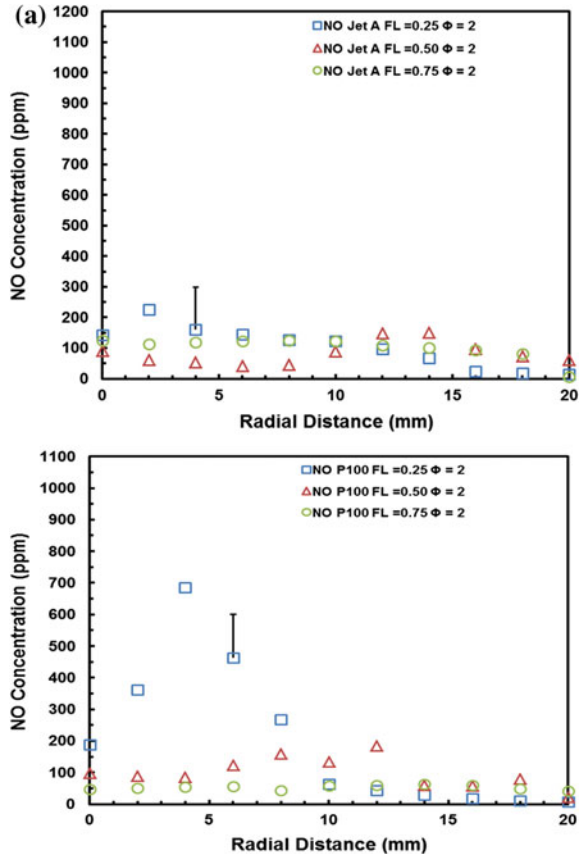 (a)
1200
1100
1000
900
800
700
600
500
400
300
200
100
0
NO Concentration (ppm)
NO Jet A FL =0.25 Φ = 2
NO Jet A FL =0.50 Φ = 2
NO Jet A FL =0.75 Φ = 2
0 5 10 15 20
Radial Distance (mm)
1100
1000
900
800
700
600
500
400
300
200
100
0
NO Concentration (ppm)
NO P100 FL =0.25 Φ = 2
NO P100 FL =0.50 Φ = 2
NO P100 FL =0.75 Φ = 2
0 5 10 15 20
Radial Distance (mm)